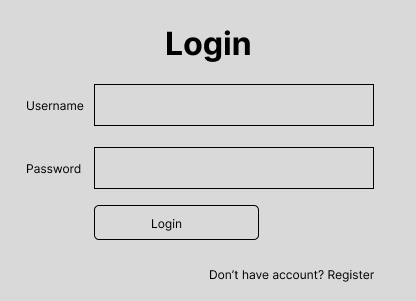 Login
Username
Password
Login
Don't have account? Register